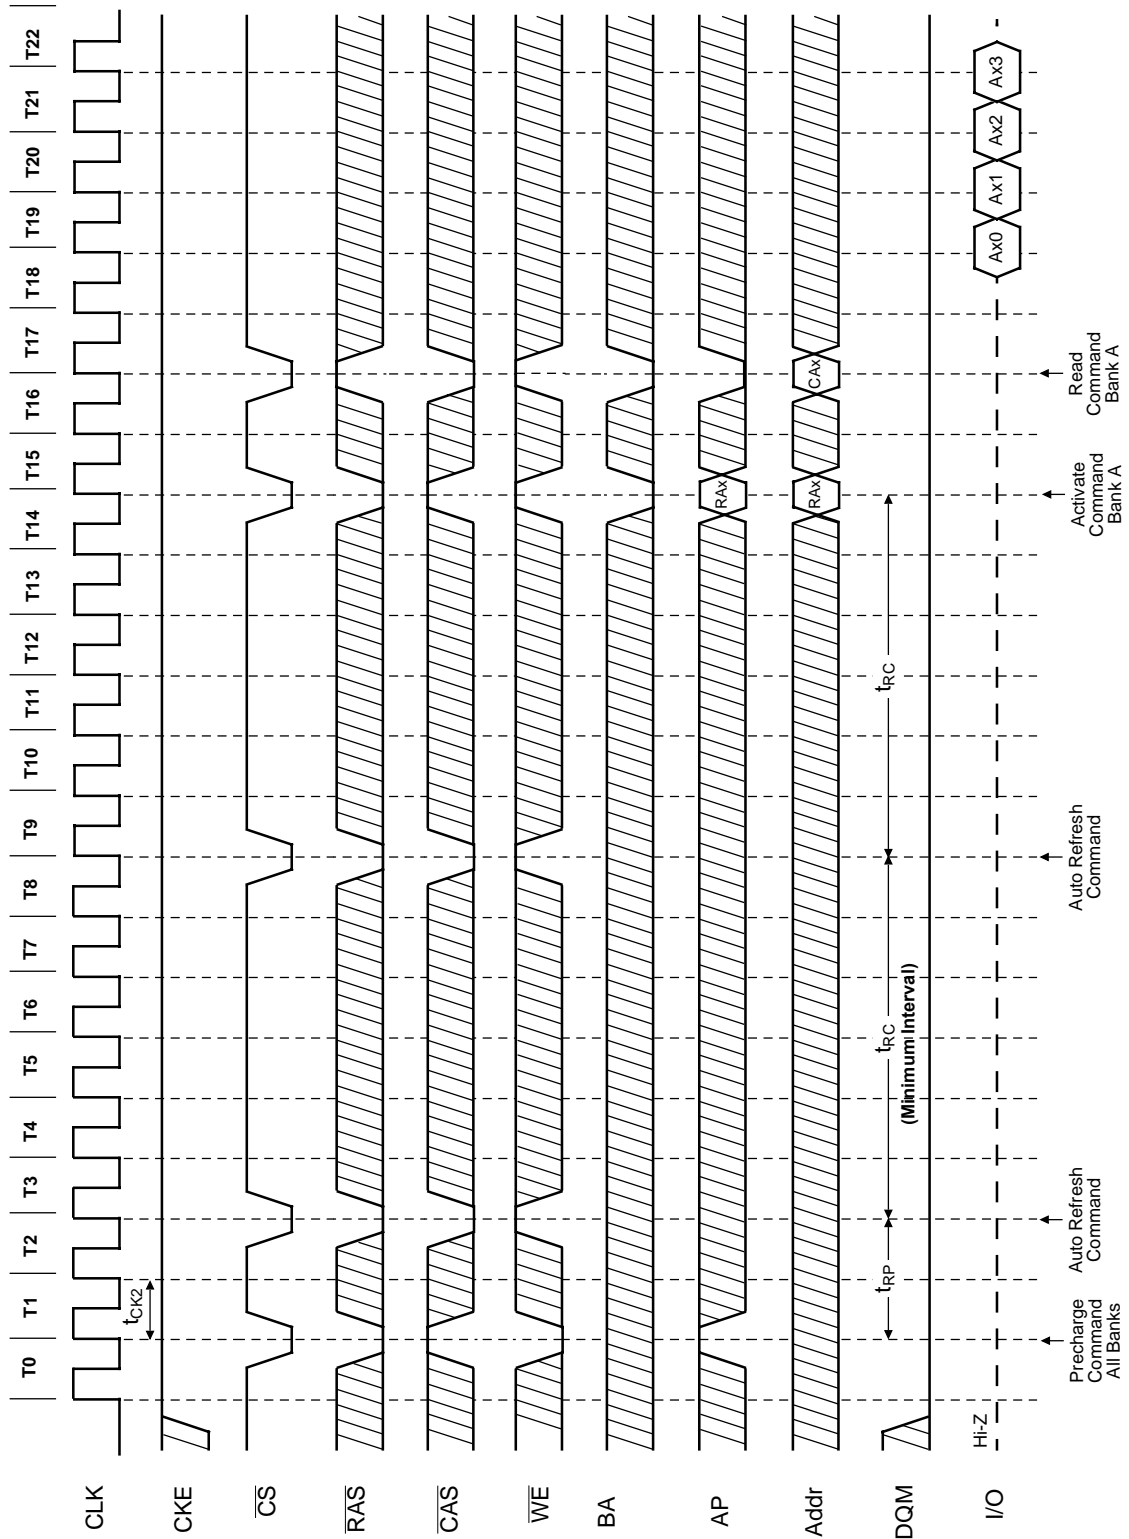 T0 T1 T2 T3 T4 T5 T6 T7 T8 T9 T10 T11 T12 T13 T14 T15 T16 T17 T18 T19 T20 T21 T22
CLK
tCK2
CKE
CS
RAS
CAS
WE
BA
AP
RAx
Addr
RAx CAx
DQM
tRP tRC tRC
(Minimum Interval)
I/O
Hi-Z
Ax0 Ax1 Ax2 Ax3
Precharge
Command
All Banks
Auto Refresh
Command
Auto Refresh
Command
Activate
Command
Bank A
Read
Command
Bank A